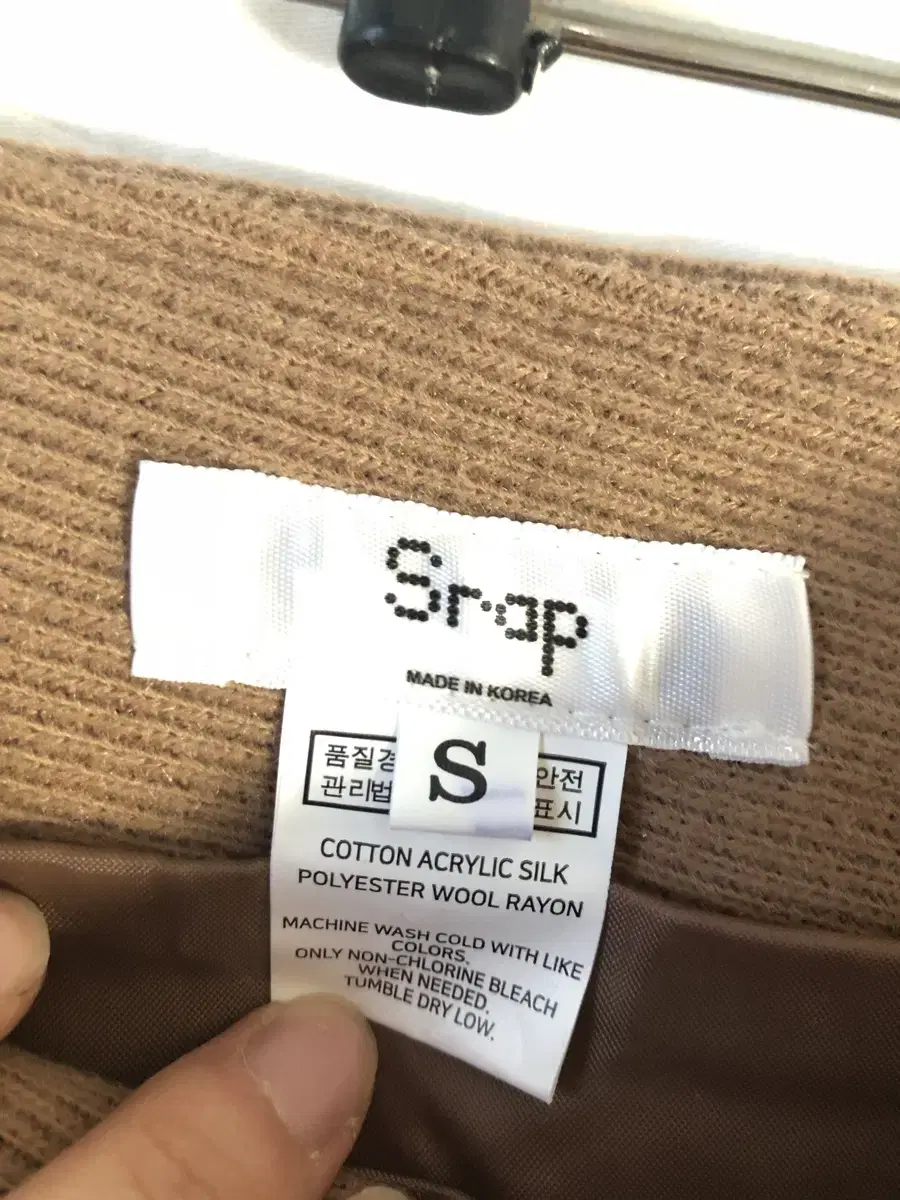 Srap
MADE IN KOREA
S
품질경 안전
관리법 표시
COTTON ACRYLIC SILK
POLYESTER WOOL RAYON
MACHINE WASH COLD WITH LIKE
COLORS.
ONLY NON-CHLORINE BLEACH
WHEN NEEDED.
TUMBLE DRY LOW.